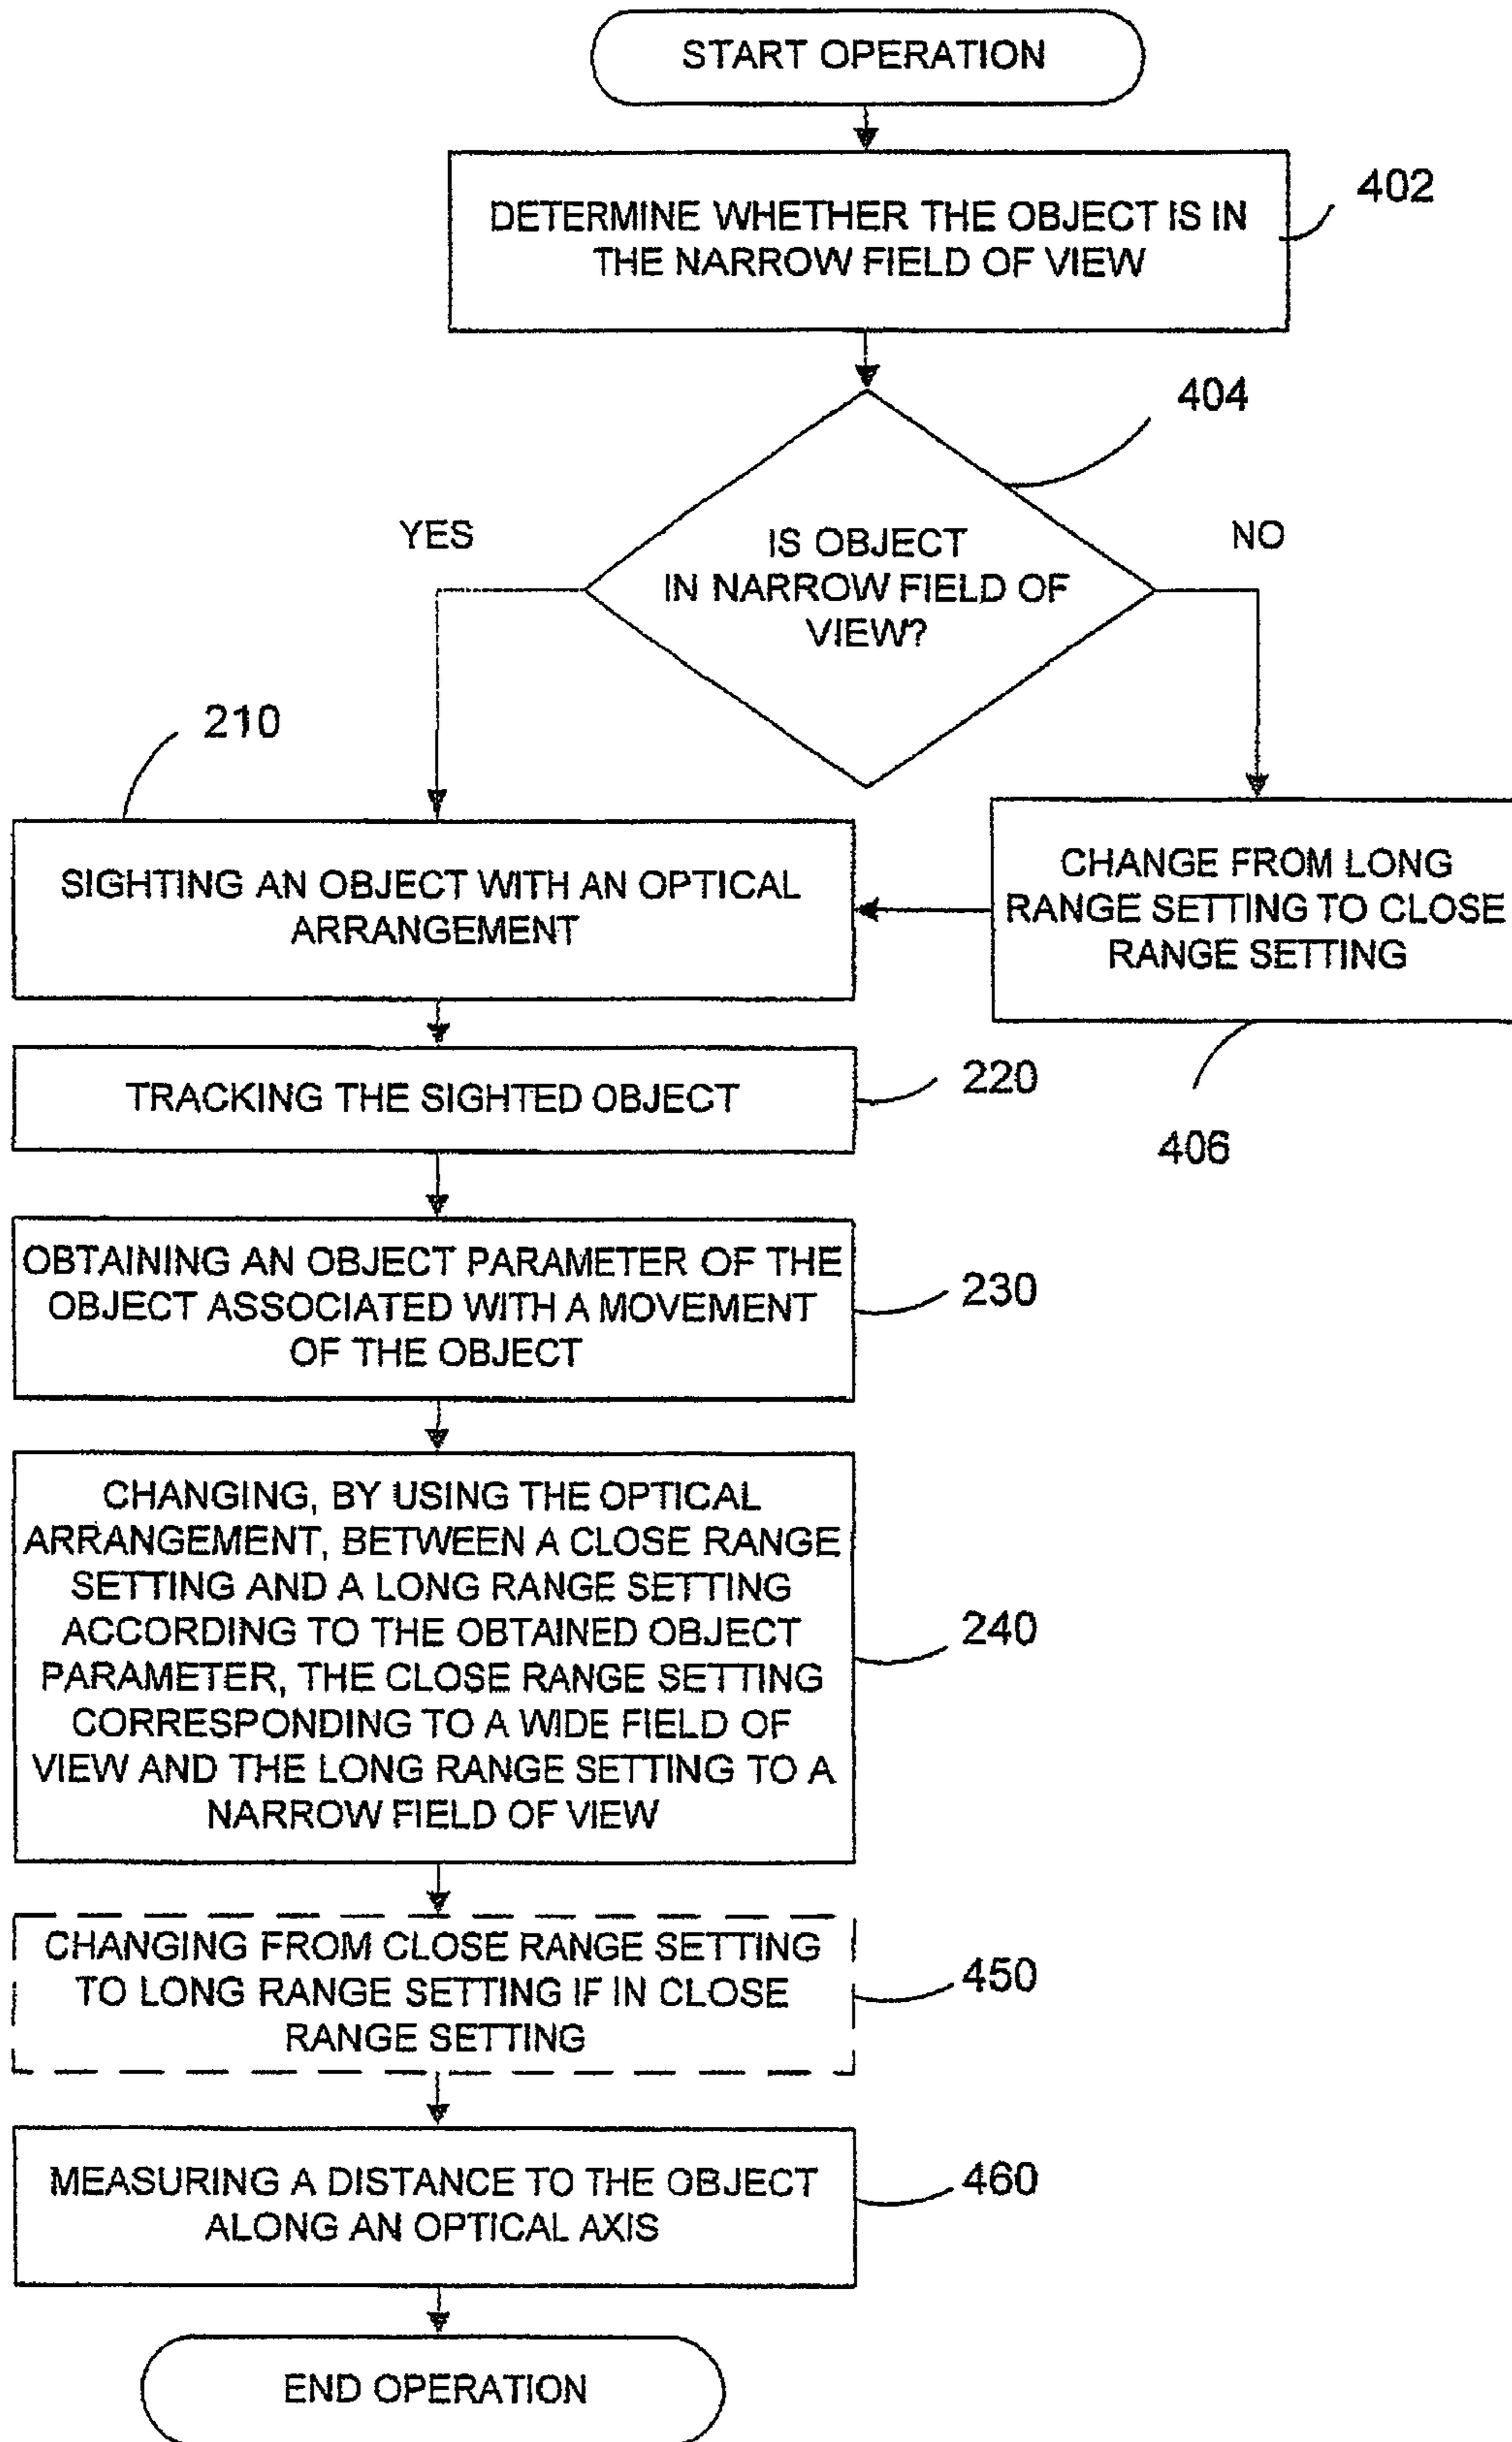 START OPERATION
DETERMINE WHETHER THE OBJECT IS IN
THE NARROW FIELD OF VIEW
402
404
YES
IS OBJECT
IN NARROW FIELD OF
VIEW?
NO
210
SIGHTING AN OBJECT WITH AN OPTICAL
ARRANGEMENT
CHANGE FROM LONG
RANGE SETTING TO CLOSE
RANGE SETTING
406
TRACKING THE SIGHTED OBJECT
220
OBTAINING AN OBJECT PARAMETER OF THE
OBJECT ASSOCIATED WITH A MOVEMENT
OF THE OBJECT
230
CHANGING, BY USING THE OPTICAL
ARRANGEMENT, BETWEEN A CLOSE RANGE
SETTING AND A LONG RANGE SETTING
ACCORDING TO THE OBTAINED OBJECT
PARAMETER, THE CLOSE RANGE SETTING
CORRESPONDING TO A WIDE FIELD OF
VIEW AND THE LONG RANGE SETTING TO A
NARROW FIELD OF VIEW
240
CHANGING FROM CLOSE RANGE SETTING
TO LONG RANGE SETTING IF IN CLOSE
RANGE SETTING
450
MEASURING A DISTANCE TO THE OBJECT
ALONG AN OPTICAL AXIS
460
END OPERATION